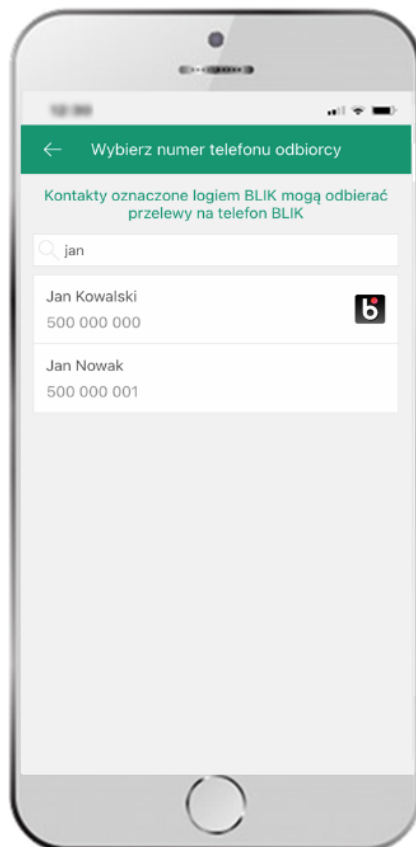 Wybierz numer telefonu odbiorcy
Kontakty oznaczone logiem BLIK mogą odbierać
przelewy na telefon BLIK
jan
Jan Kowalski
500 000 000
b
Jan Nowak
500 000 001